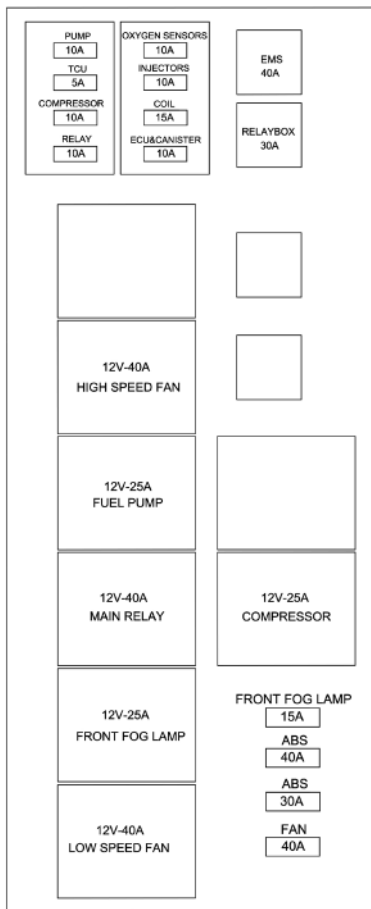 PUMP
10A
TCU
5A
COMPRESSOR
10A
RELAY
10A
OXYGEN SENSORS
10A
INJECTORS
10A
COIL
15A
ECU&CANISTER
10A
EMS
40A
RELAYBOX
30A
12V-40A
HIGH SPEED FAN
12V-25A
FUEL PUMP
12V-40A
MAIN RELAY
12V-25A
COMPRESSOR
12V-25A
FRONT FOG LAMP
12V-40A
LOW SPEED FAN
FRONT FOG LAMP
15A
ABS
40A
ABS
30A
FAN
40A